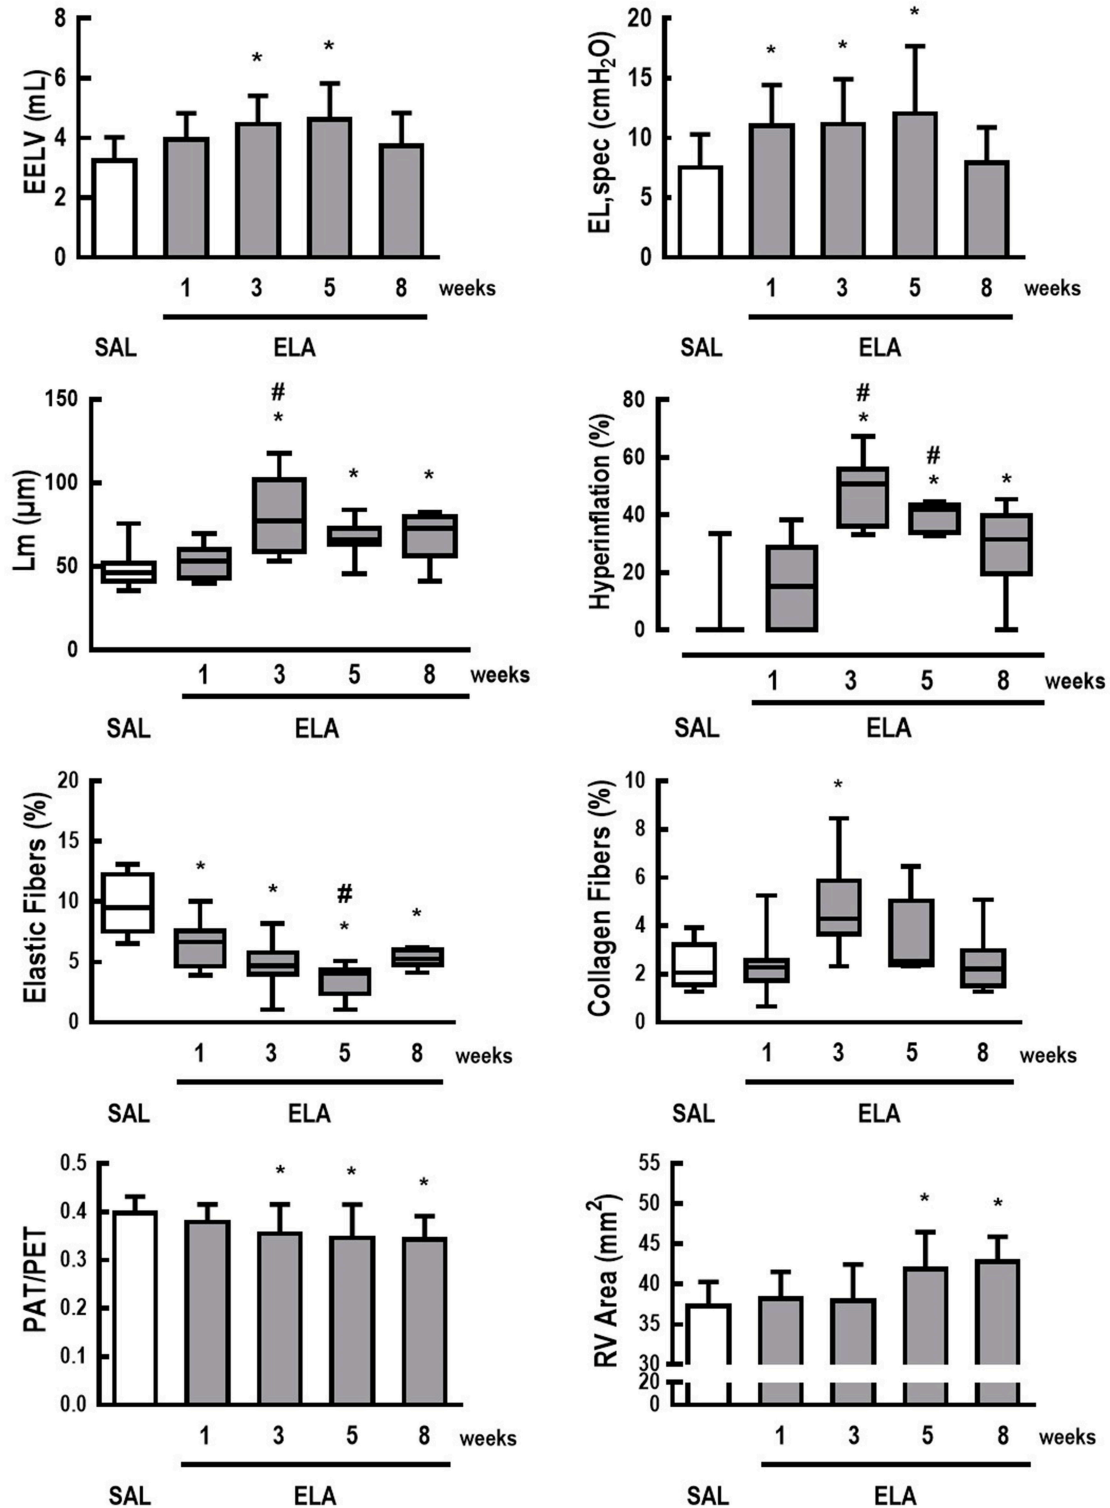 EELV (mL)
8
6
4
2
0
* *
1 3 5 8 weeks
SAL ELA
EL,spec (cmH₂O)
20
15
10
5
0
* * *
1 3 5 8 weeks
SAL ELA
Lm (µm)
150
100
50
0
#
* * *
1 3 5 8 weeks
SAL ELA
Hyperinflation (%)
80
60
40
20
0
# #
* * *
1 3 5 8 weeks
SAL ELA
Elastic Fibers (%)
20
15
10
5
0
#
* * * *
1 3 5 8 weeks
SAL ELA
Collagen Fibers (%)
10
8
6
4
2
0
*
1 3 5 8 weeks
SAL ELA
PAT/PET
0.5
0.4
0.3
0.2
0.1
0.0
* * *
1 3 5 8 weeks
SAL ELA
RV Area (mm²)
55
50
45
40
35
30
20
0
* *
1 3 5 8 weeks
SAL ELA